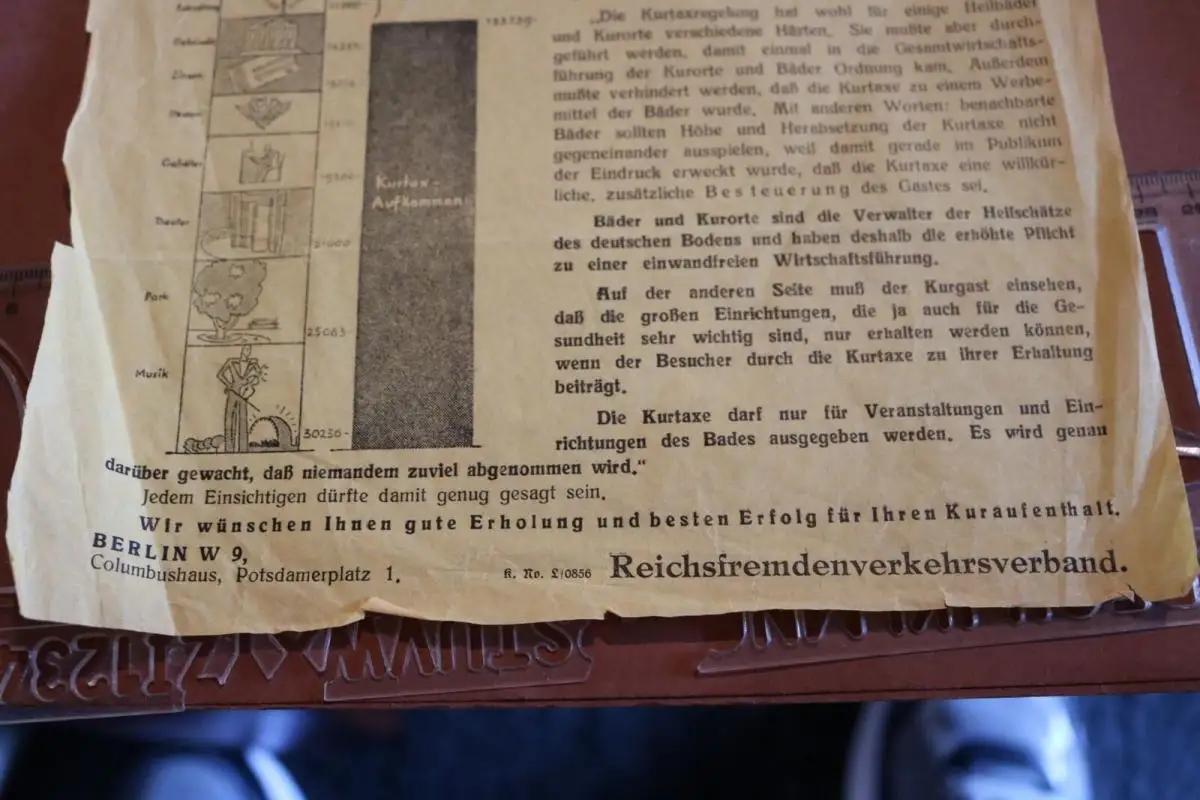 Gebäude
Zinsen
Theater
Park
25063
Musik
30236-
Kurtax-
Aufkommen
„Die Kurtaxregelung hat wohl für einige Heilbäder
und Kurorte verschiedene Härten. Sie mußte aber durch-
geführt werden, damit einmal in die Gesamtwirtschafts-
führung der Kurorte und Bäder Ordnung kam. Außerdem
mußte verhindert werden, daß die Kurtaxe zu einem Werbe-
mittel der Bäder wurde. Mit anderen Worten: benachbarte
Bäder sollten Höhe und Herabsetzung der Kurtaxe nicht
gegeneinander ausspielen, weil damit gerade im Publikum
der Eindruck erweckt wurde, daß die Kurtaxe eine willkür-
liche, zusätzliche Besteuerung des Gastes sei.
Bäder und Kurorte sind die Verwalter der Heilschätze
des deutschen Bodens und haben deshalb die erhöhte Pflicht
zu einer einwandfreien Wirtschaftsführung.
Auf der anderen Seite muß der Kurgast einsehen,
daß die großen Einrichtungen, die ja auch für die Ge-
sundheit sehr wichtig sind, nur erhalten werden können,
wenn der Besucher durch die Kurtaxe zu ihrer Erhaltung
beiträgt.
Die Kurtaxe darf nur für Veranstaltungen und Ein-
richtungen des Bades ausgegeben werden. Es wird genau
darüber gewacht, daß niemandem zuviel abgenommen wird.“
Jedem Einsichtigen dürfte damit genug gesagt sein.
Wir wünschen Ihnen gute Erholung und besten Erfolg für Ihren Kuraufenthalt.
BERLIN W 9,
Columbushaus, Potsdamerplatz 1.
K. No. L/0856
Reichsfremdenverkehrsverband.